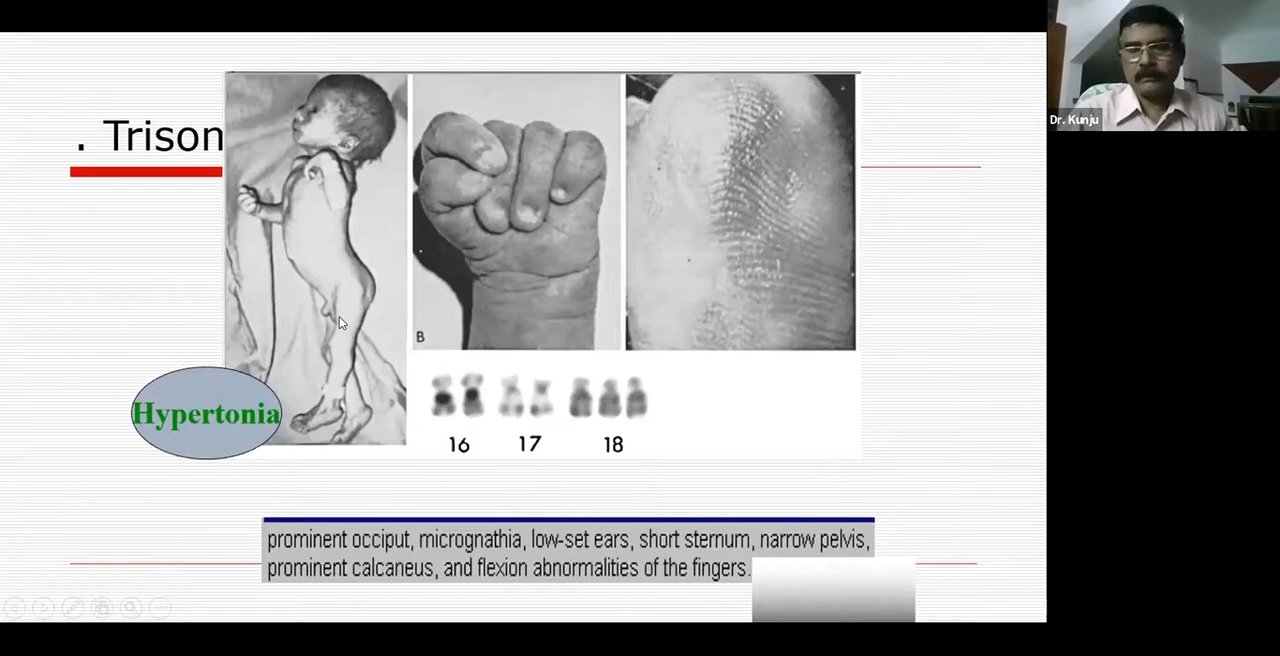 . Trison
Dr. Kunju
B
Hypertonia
16 17 18
prominent occiput, micrognathia, low-set ears, short sternum, narrow pelvis,
prominent calcaneus, and flexion abnormalities of the fingers.